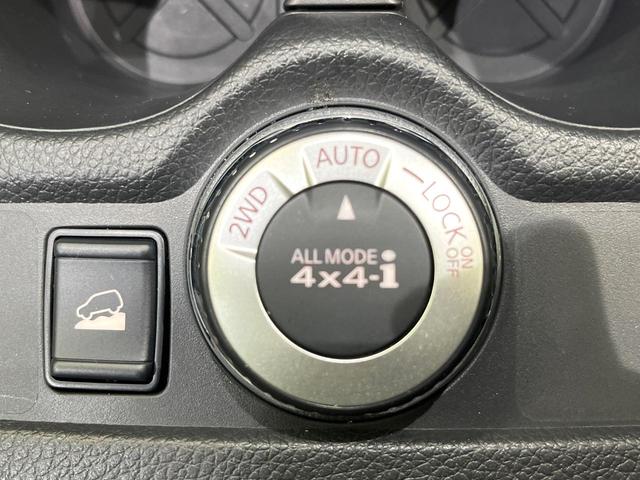 2WD
AUTO
LOCK
ON
OFF
ALL MODE
4x4-i